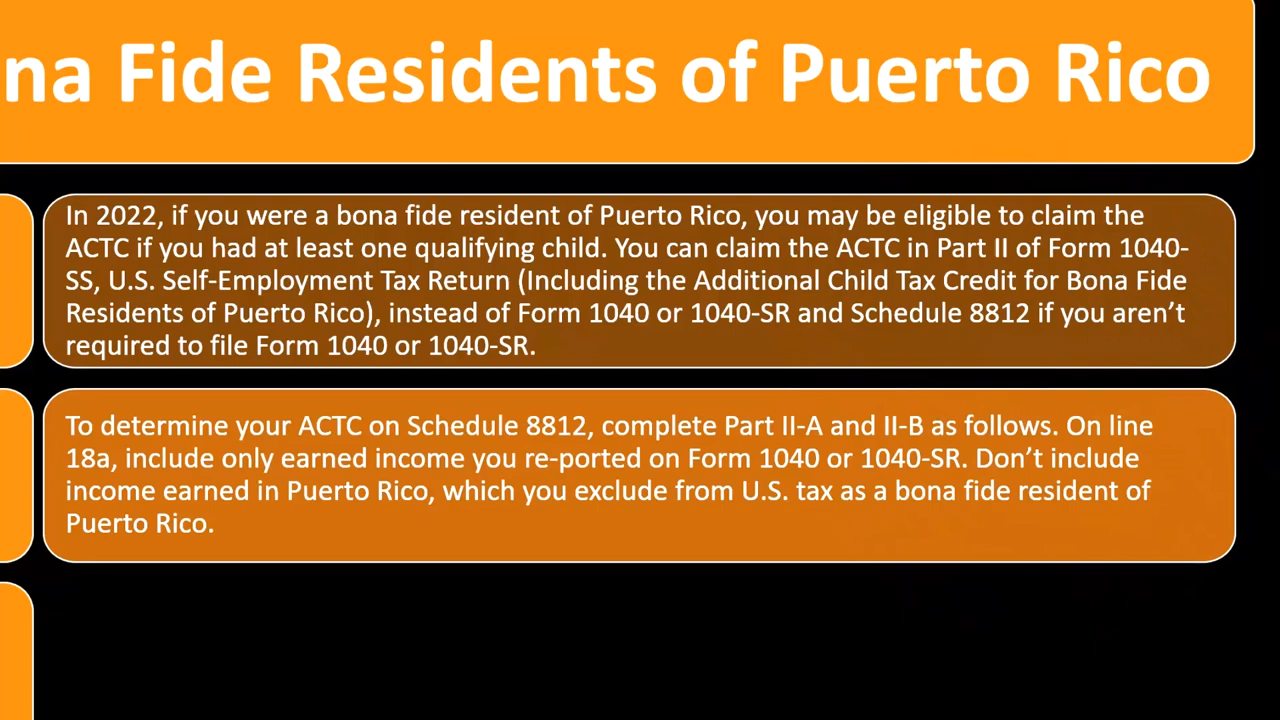 na Fide Residents of Puerto Rico
In 2022, if you were a bona fide resident of Puerto Rico, you may be eligible to claim the
ACTC if you had at least one qualifying child. You can claim the ACTC in Part II of Form 1040-
SS, U.S. Self-Employment Tax Return (Including the Additional Child Tax Credit for Bona Fide
Residents of Puerto Rico), instead of Form 1040 or 1040-SR and Schedule 8812 if you aren’t
required to file Form 1040 or 1040-SR.
To determine your ACTC on Schedule 8812, complete Part II-A and II-B as follows. On line
18a, include only earned income you re-ported on Form 1040 or 1040-SR. Don’t include
income earned in Puerto Rico, which you exclude from U.S. tax as a bona fide resident of
Puerto Rico.